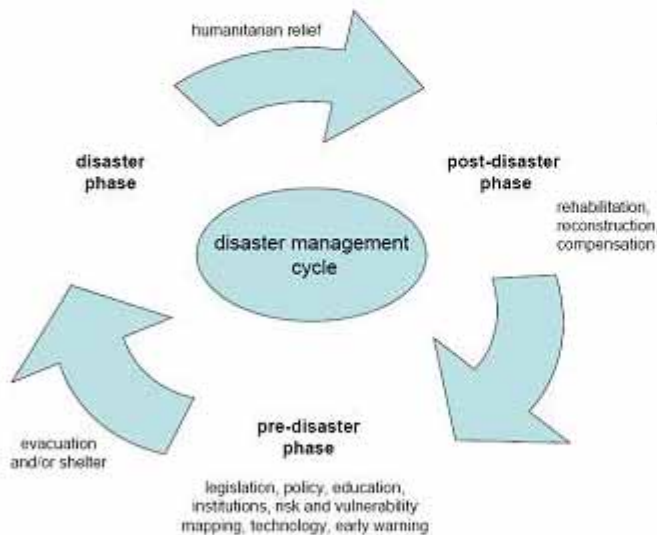 humanitarian relief
disaster
phase
post-disaster
phase
rehabilitation,
reconstruction,
compensation
disaster management
cycle
pre-disaster
phase
evacuation
and/or shelter
legislation, policy, education,
institutions, risk and vulnerability
mapping, technology, early warning